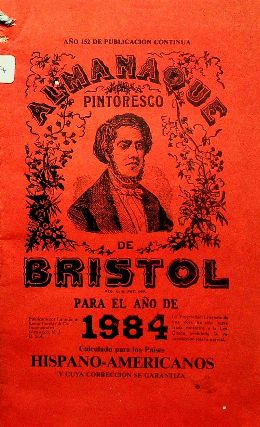 AÑO 152 DE PUBLICACION CONTINUA
ALMANAQUE
PINTORESCO
DE
BRISTOL
PARA EL AÑO DE
1984
Calculado para los Países
HISPANO-AMERICANOS
Y CUYA CORRECCION SE GARANTIZA